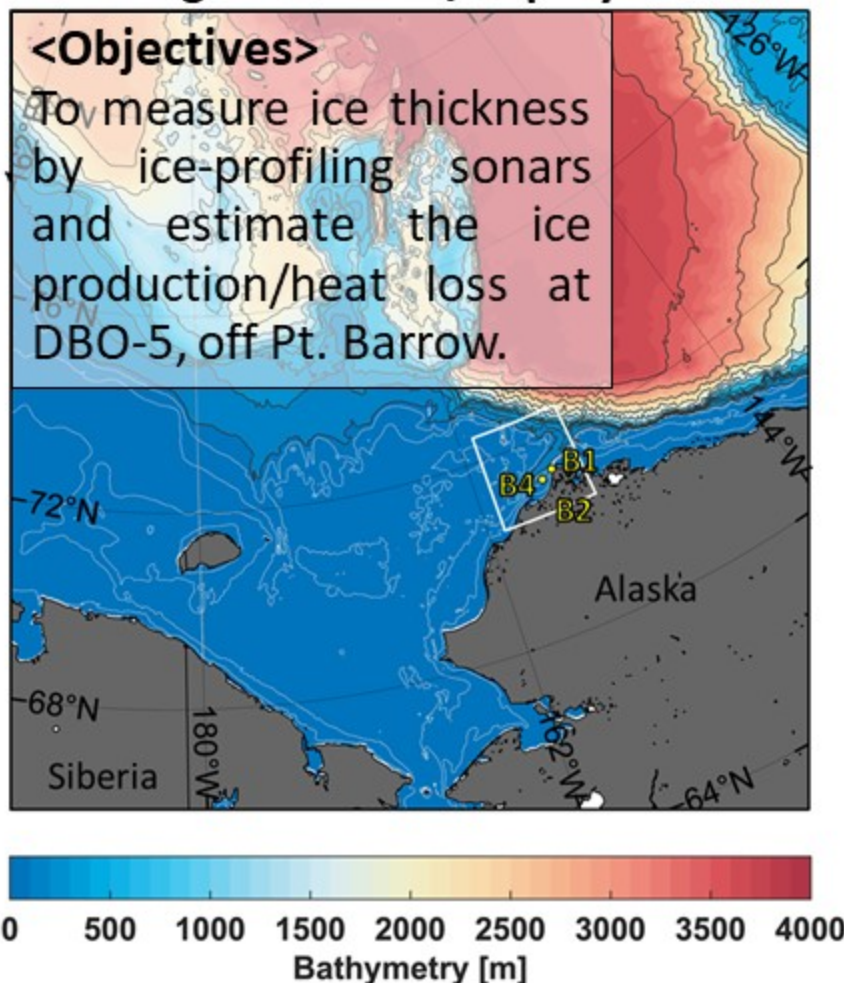 <Objectives>
To measure ice thickness
by ice-profiling sonars
and estimate the ice
production/heat loss at
DBO-5, off Pt. Barrow.
126°W
144°W
B1
B4
B2
72°N
Alaska
68°N
180°W
162°W
64°N
Siberia
0 500 1000 1500 2000 2500 3000 3500 4000
Bathymetry [m]